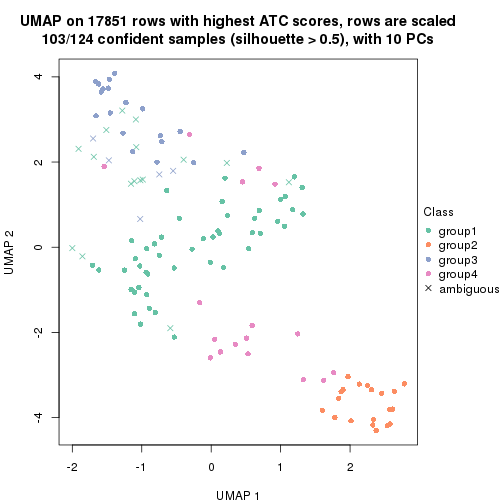 UMAP on 17851 rows with highest ATC scores, rows are scaled
103/124 confident samples (silhouette > 0.5), with 10 PCs
4
2
0
-2
-4
UMAP 2
-2
-1
0
1
2
UMAP 1
Class
group1
group2
group3
group4
ambiguous